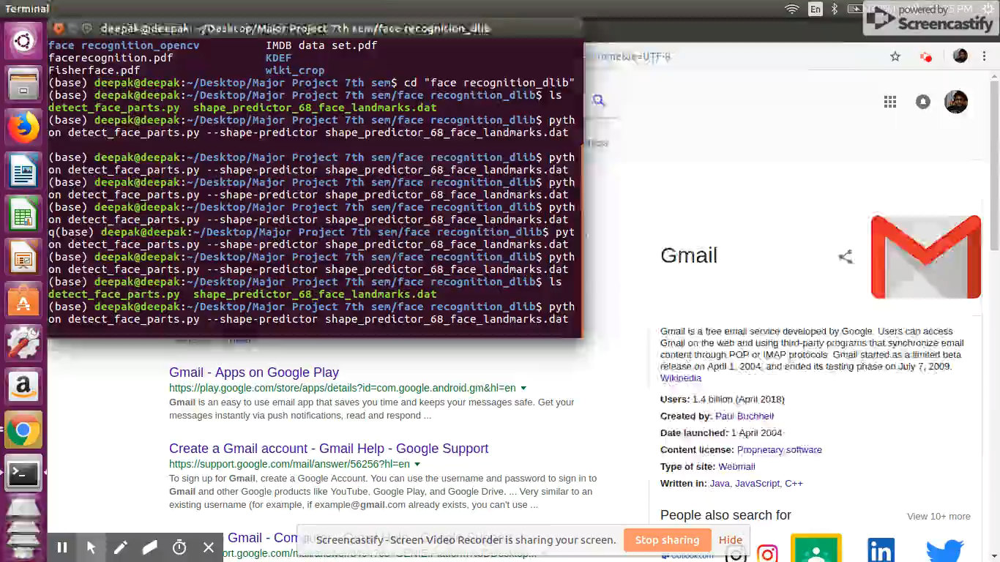 Terminal
En
powered by
Screencastify
deepak@deepak: ~/Desktop/Major Project 7th sem/face recognition_dlib
face recognition_opencv IMDB data set.pdf
facerecognition.pdf KDEF
Fisherface.pdf wiki_crop
(base) deepak@deepak:~/Desktop/Major Project 7th sem$ cd "face recognition_dlib"
(base) deepak@deepak:~/Desktop/Major Project 7th sem/face recognition_dlib$ ls
detect_face_parts.py shape_predictor_68_face_landmarks.dat
(base) deepak@deepak:~/Desktop/Major Project 7th sem/face recognition_dlib$ pyth
on detect_face_parts.py --shape-predictor shape_predictor_68_face_landmarks.dat
(base) deepak@deepak:~/Desktop/Major Project 7th sem/face recognition_dlib$ pyth
on detect_face_parts.py --shape-predictor shape_predictor_68_face_landmarks.dat
(base) deepak@deepak:~/Desktop/Major Project 7th sem/face recognition_dlib$ pyth
on detect_face_parts.py --shape-predictor shape_predictor_68_face_landmarks.dat
(base) deepak@deepak:~/Desktop/Major Project 7th sem/face recognition_dlib$ pyth
on detect_face_parts.py --shape-predictor shape_predictor_68_face_landmarks.dat
q(base) deepak@deepak:~/Desktop/Major Project 7th sem/face recognition_dlib$ pyt
on detect_face_parts.py --shape-predictor shape_predictor_68_face_landmarks.dat
(base) deepak@deepak:~/Desktop/Major Project 7th sem/face recognition_dlib$ pyth
on detect_face_parts.py --shape-predictor shape_predictor_68_face_landmarks.dat
(base) deepak@deepak:~/Desktop/Major Project 7th sem/face recognition_dlib$ ls
detect_face_parts.py shape_predictor_68_face_landmarks.dat
(base) deepak@deepak:~/Desktop/Major Project 7th sem/face recognition_dlib$ pyth
on detect_face_parts.py --shape-predictor shape_predictor_68_face_landmarks.dat
Gmail - Apps on Google Play
https://play.google.com/store/apps/details?id=com.google.android.gm&hl=en
Gmail is an easy to use email app that saves you time and keeps your messages safe. Get your
messages instantly via push notifications, read and respond ...
Create a Gmail account - Gmail Help - Google Support
https://support.google.com/mail/answer/56256?hl=en
To sign up for Gmail, create a Google Account. You can use the username and password to sign in to
Gmail and other Google products like YouTube, Google Play, and Google Drive. ... Very similar to an
existing username (for example, if example@gmail.com already exists, you can't use ...
Gmail
Gmail is a free email service developed by Google. Users can access
Gmail on the web and using third-party programs that synchronize email
content through POP or IMAP protocols. Gmail started as a limited beta
release on April 1, 2004, and ended its testing phase on July 7, 2009.
Wikipedia
Users: 1.4 billion (April 2018)
Created by: Paul Buchheit
Date launched: 1 April 2004
Content license: Proprietary software
Type of site: Webmail
Written in: Java, JavaScript, C++
People also search for
View 10+ more
Gmail - Com
Outlook.com
Screencastify - Screen Video Recorder is sharing your screen.
Stop sharing
Hide